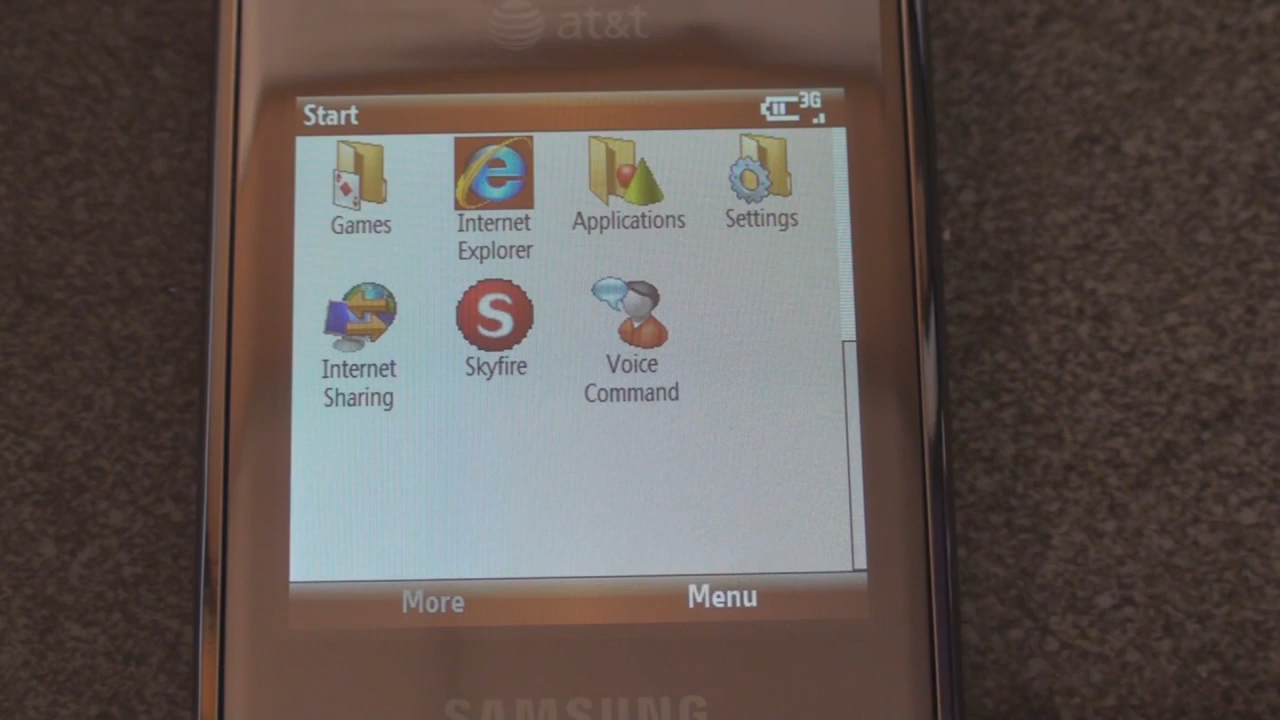 at&t
Start
3G
Games
Internet
Explorer
Applications
Settings
Internet
Sharing
S
Skyfire
Voice
Command
More
Menu
SAMSUNG